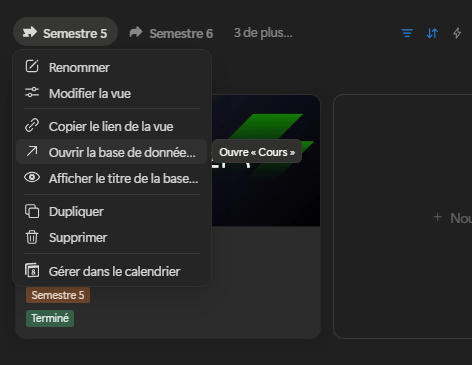 Semestre 5
Semestre 6
3 de plus...
Renommer
Modifier la vue
Copier le lien de la vue
Ouvrir la base de donnée...
Ouvre « Cours »
Afficher le titre de la base...
Dupliquer
Supprimer
Gérer dans le calendrier
+ Nou
Semestre 5
Terminé